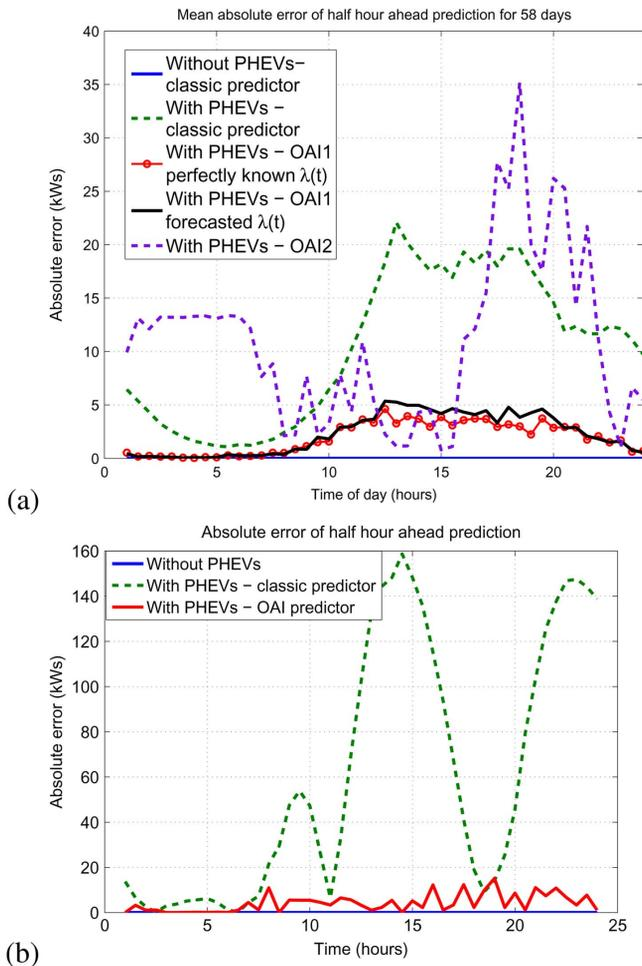 Mean absolute error of half hour ahead prediction for 58 days
40
35
30
25
20
15
10
5
0
Absolute error (kWs)
Without PHEVs−
classic predictor
With PHEVs −
classic predictor
With PHEVs − OAI1
perfectly known λ(t)
With PHEVs − OAI1
forecasted λ(t)
With PHEVs − OAI2
0 5 10 15 20
Time of day (hours)
(a)
Absolute error of half hour ahead prediction
160
140
120
100
80
60
40
20
0
Absolute error (kWs)
Without PHEVs
With PHEVs − classic predictor
With PHEVs − OAI predictor
0 5 10 15 20 25
Time (hours)
(b)